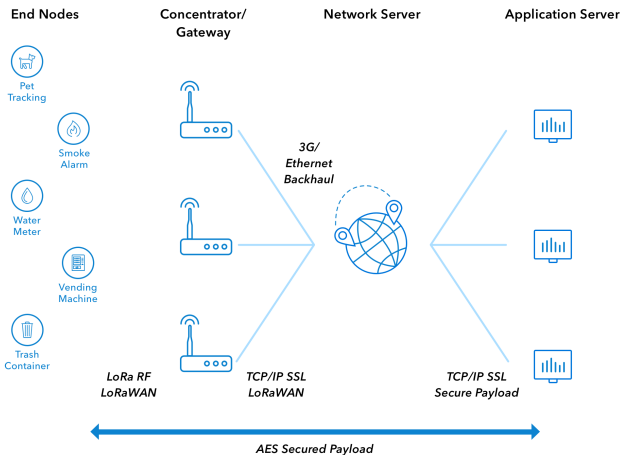 End Nodes
Concentrator/
Gateway
Network Server
Application Server
Pet
Tracking
Smoke
Alarm
Water
Meter
Vending
Machine
Trash
Container
3G/
Ethernet
Backhaul
LoRa RF
LoRaWAN
TCP/IP SSL
LoRaWAN
TCP/IP SSL
Secure Payload
AES Secured Payload